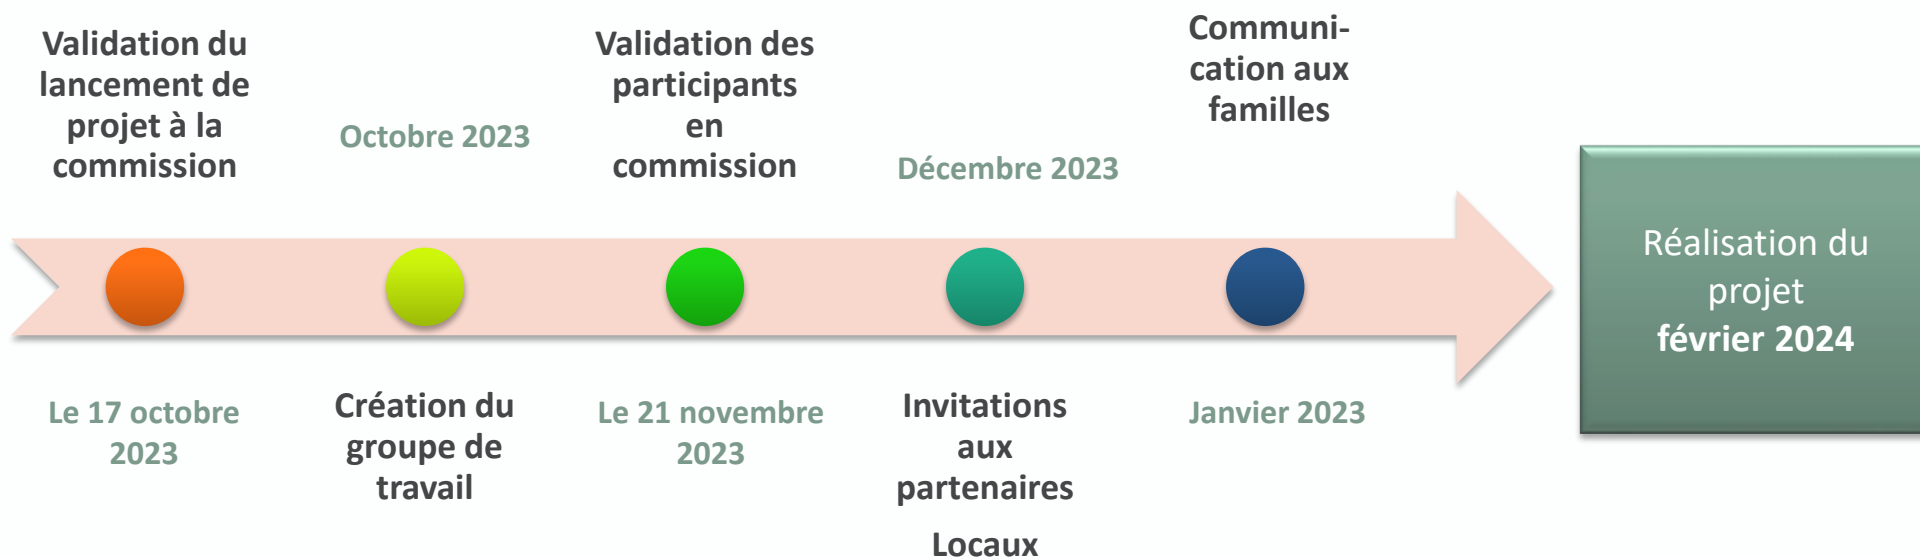 Validation du
lancement de
projet à la
commission
Le 17 octobre
2023
Octobre 2023
Création du
groupe de
travail
Validation des
participants
en
commission
Le 21 novembre
2023
Décembre 2023
Invitations
aux
partenaires
Locaux
Communi-
cation aux
familles
Janvier 2023
Réalisation du
projet
février 2024